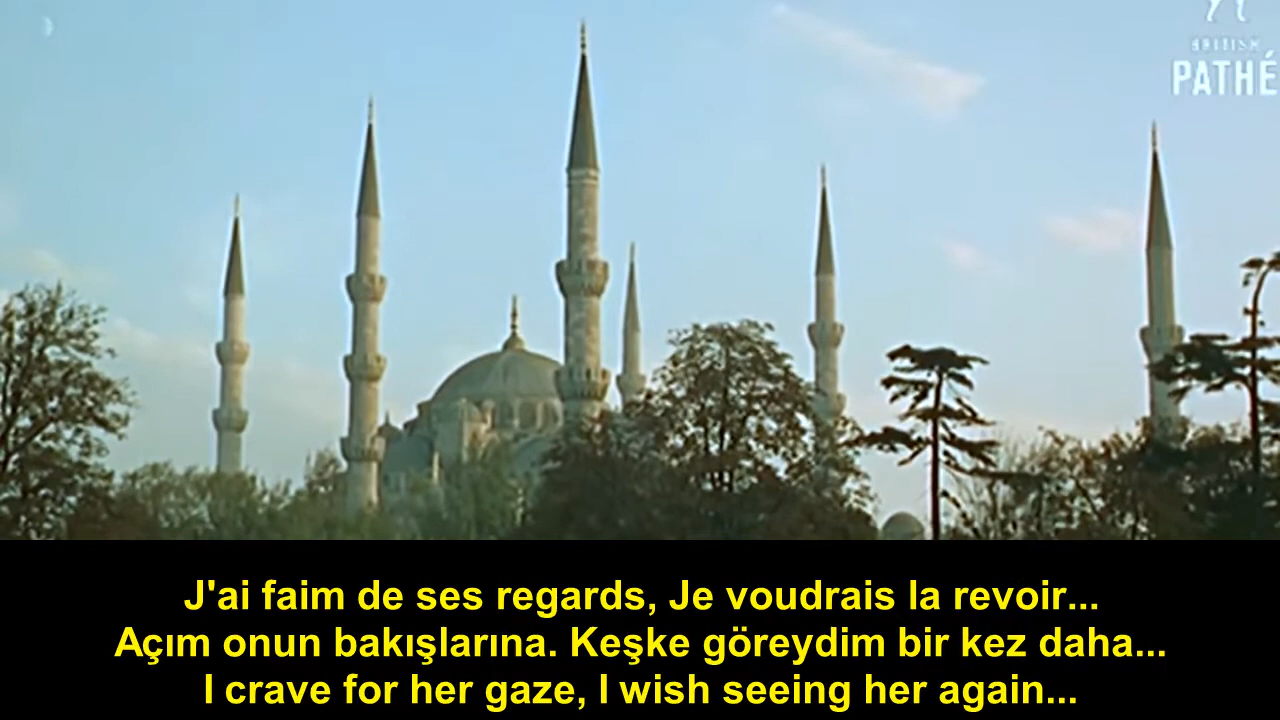 BRITISH
PATHÉ
J'ai faim de ses regards, Je voudrais la revoir...
Açım onun bakışlarına. Keşke göreydim bir kez daha...
I crave for her gaze, I wish seeing her again...